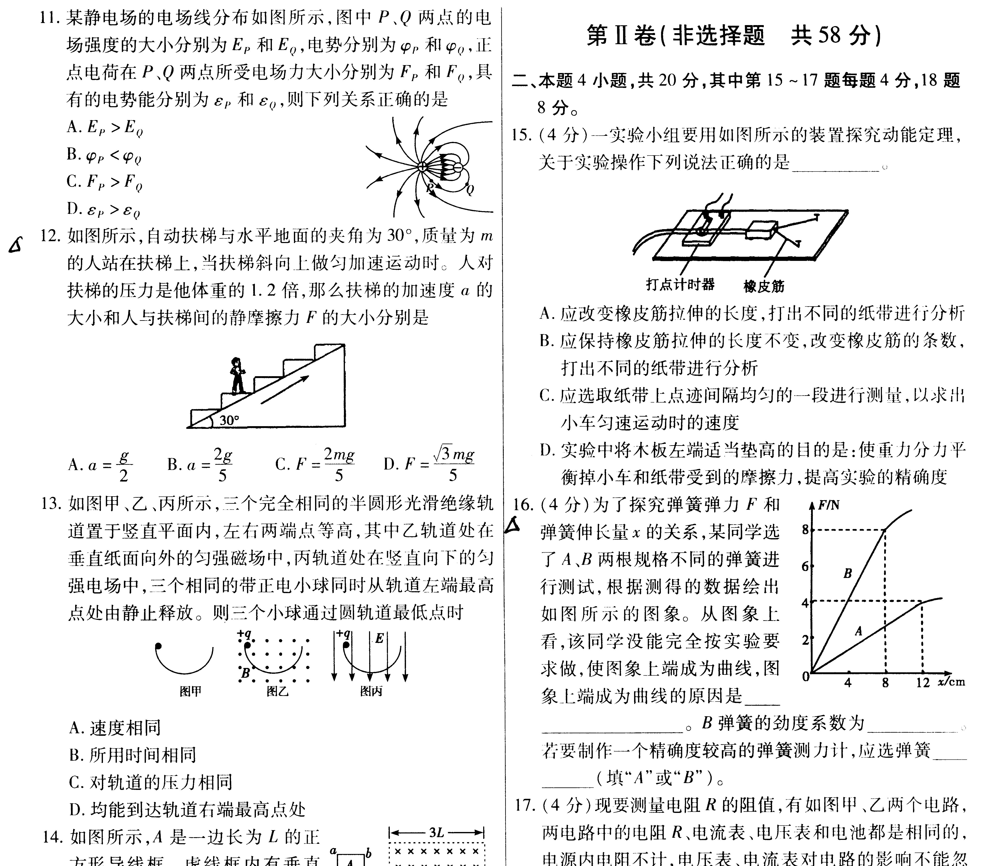 11. 某静电场的电场线分布如图所示,图中 P、Q 两点的电
场强度的大小分别为 E_P 和 E_Q,电势分别为 φ_P 和 φ_Q,正
点电荷在 P、Q 两点所受电场力大小分别为 F_P 和 F_Q,具
有的电势能分别为 ε_P 和 ε_Q,则下列关系正确的是
A. E_P > E_Q
B. φ_P < φ_Q
C. F_P > F_Q
D. ε_P > ε_Q
P
Q
12. 如图所示,自动扶梯与水平地面的夹角为 30°,质量为 m
的人站在扶梯上,当扶梯斜向上做匀加速运动时。人对
扶梯的压力是他体重的 1.2 倍,那么扶梯的加速度 a 的
大小和人与扶梯间的静摩擦力 F 的大小分别是
30°
A. a = g/2 B. a = 2g/5 C. F = 2mg/5 D. F = √3mg/5
13. 如图甲、乙、丙所示,三个完全相同的半圆形光滑绝缘轨
道置于竖直平面内,左右两端点等高,其中乙轨道处在
垂直纸面向外的匀强磁场中,丙轨道处在竖直向下的匀
强电场中,三个相同的带正电小球同时从轨道左端最高
点处由静止释放。则三个小球通过圆轨道最低点时
+q +q E
B
图甲 图乙 图丙
A. 速度相同
B. 所用时间相同
C. 对轨道的压力相同
D. 均能到达轨道右端最高点处
14. 如图所示,A 是一边长为 L 的正
方形导线框。虚线框内有垂直
3L
a b
A
第Ⅱ卷(非选择题 共 58 分)
二、本题 4 小题,共 20 分,其中第 15~17 题每题 4 分,18 题
8 分。
15. (4 分)一实验小组要用如图所示的装置探究动能定理,
关于实验操作下列说法正确的是______。
打点计时器 橡皮筋
A. 应改变橡皮筋拉伸的长度,打出不同的纸带进行分析
B. 应保持橡皮筋拉伸的长度不变,改变橡皮筋的条数,
打出不同的纸带进行分析
C. 应选取纸带上点迹间隔均匀的一段进行测量,以求出
小车匀速运动时的速度
D. 实验中将木板左端适当垫高的目的是:使重力分力平
衡掉小车和纸带受到的摩擦力,提高实验的精确度
16. (4 分)为了探究弹簧弹力 F 和
弹簧伸长量 x 的关系,某同学选
了 A、B 两根规格不同的弹簧进
行测试,根据测得的数据绘出
如图所示的图象。从图象上
看,该同学没能完全按实验要
求做,使图象上端成为曲线,图
象上端成为曲线的原因是____
__________。B 弹簧的劲度系数为______。
若要制作一个精确度较高的弹簧测力计,应选弹簧____
____(填“A”或“B”)。
F/N
8
6
B
4
A
2
0 4 8 12 x/cm
17. (4 分)现要测量电阻 R 的阻值,有如图甲、乙两个电路,
两电路中的电阻 R、电流表、电压表和电池都是相同的,
电源内电阻不计,电压表、电流表对电路的影响不能忽